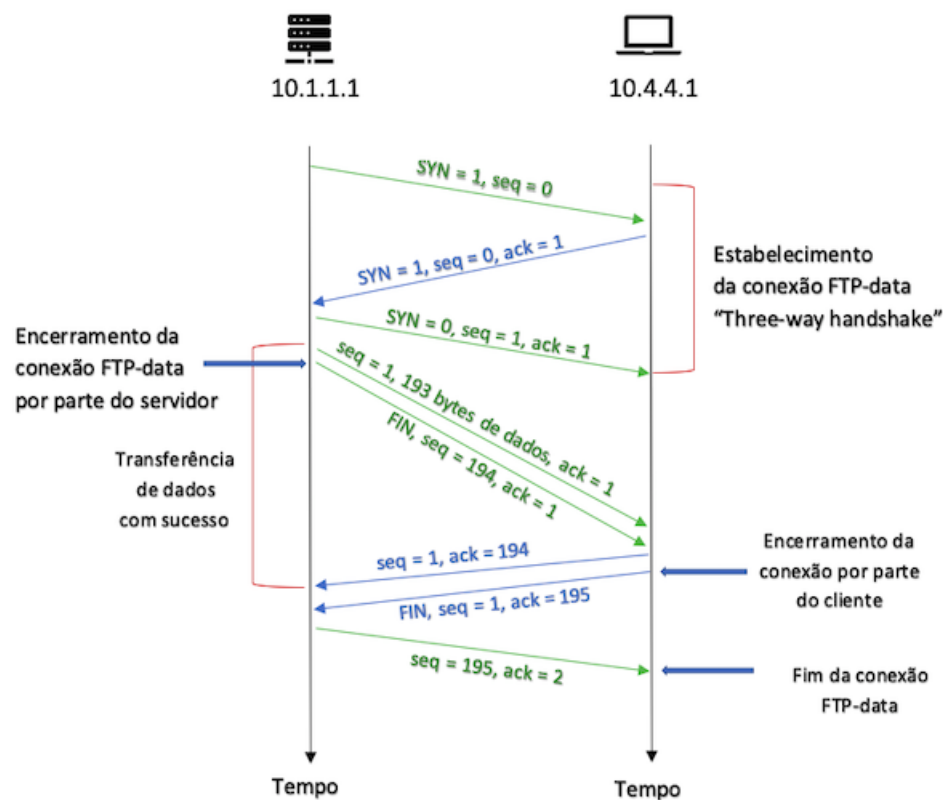 10.1.1.1
10.4.4.1
SYN = 1, seq = 0
SYN = 1, seq = 0, ack = 1
SYN = 0, seq = 1, ack = 1
Estabelecimento
da conexão FTP-data
“Three-way handshake”
Encerramento da
conexão FTP-data
por parte do servidor
seq = 1, 193 bytes de dados, ack = 1
FIN, seq = 194, ack = 1
Transferência
de dados
com sucesso
seq = 1, ack = 194
FIN, seq = 1, ack = 195
Encerramento da
conexão por parte
do cliente
seq = 195, ack = 2
Fim da conexão
FTP-data
Tempo
Tempo